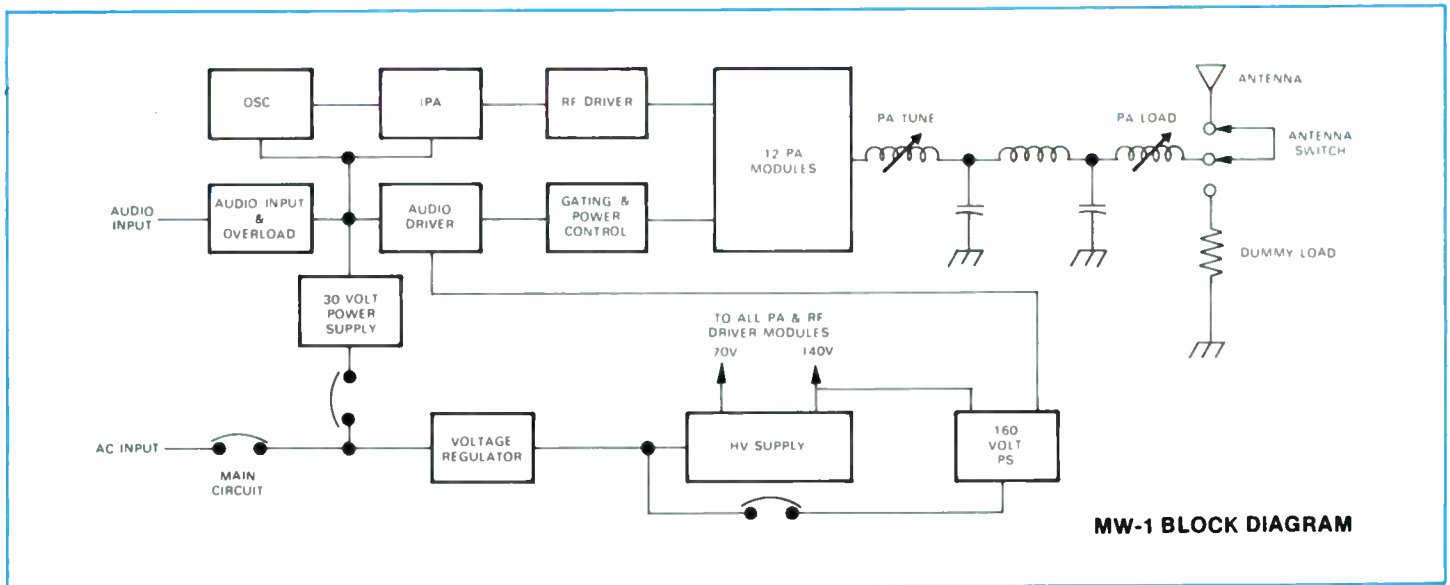 OSC
IPA
RF DRIVER
12 PA
MODULES
PA TUNE
PA LOAD
ANTENNA
ANTENNA
SWITCH
AUDIO
INPUT
AUDIO INPUT
&
OVERLOAD
AUDIO
DRIVER
GATING &
POWER
CONTROL
DUMMY LOAD
30 VOLT
POWER
SUPPLY
TO ALL PA & RF
DRIVER MODULES
70V
140V
AC INPUT
MAIN
CIRCUIT
VOLTAGE
REGULATOR
HV SUPPLY
160
VOLT
PS
MW-1 BLOCK DIAGRAM